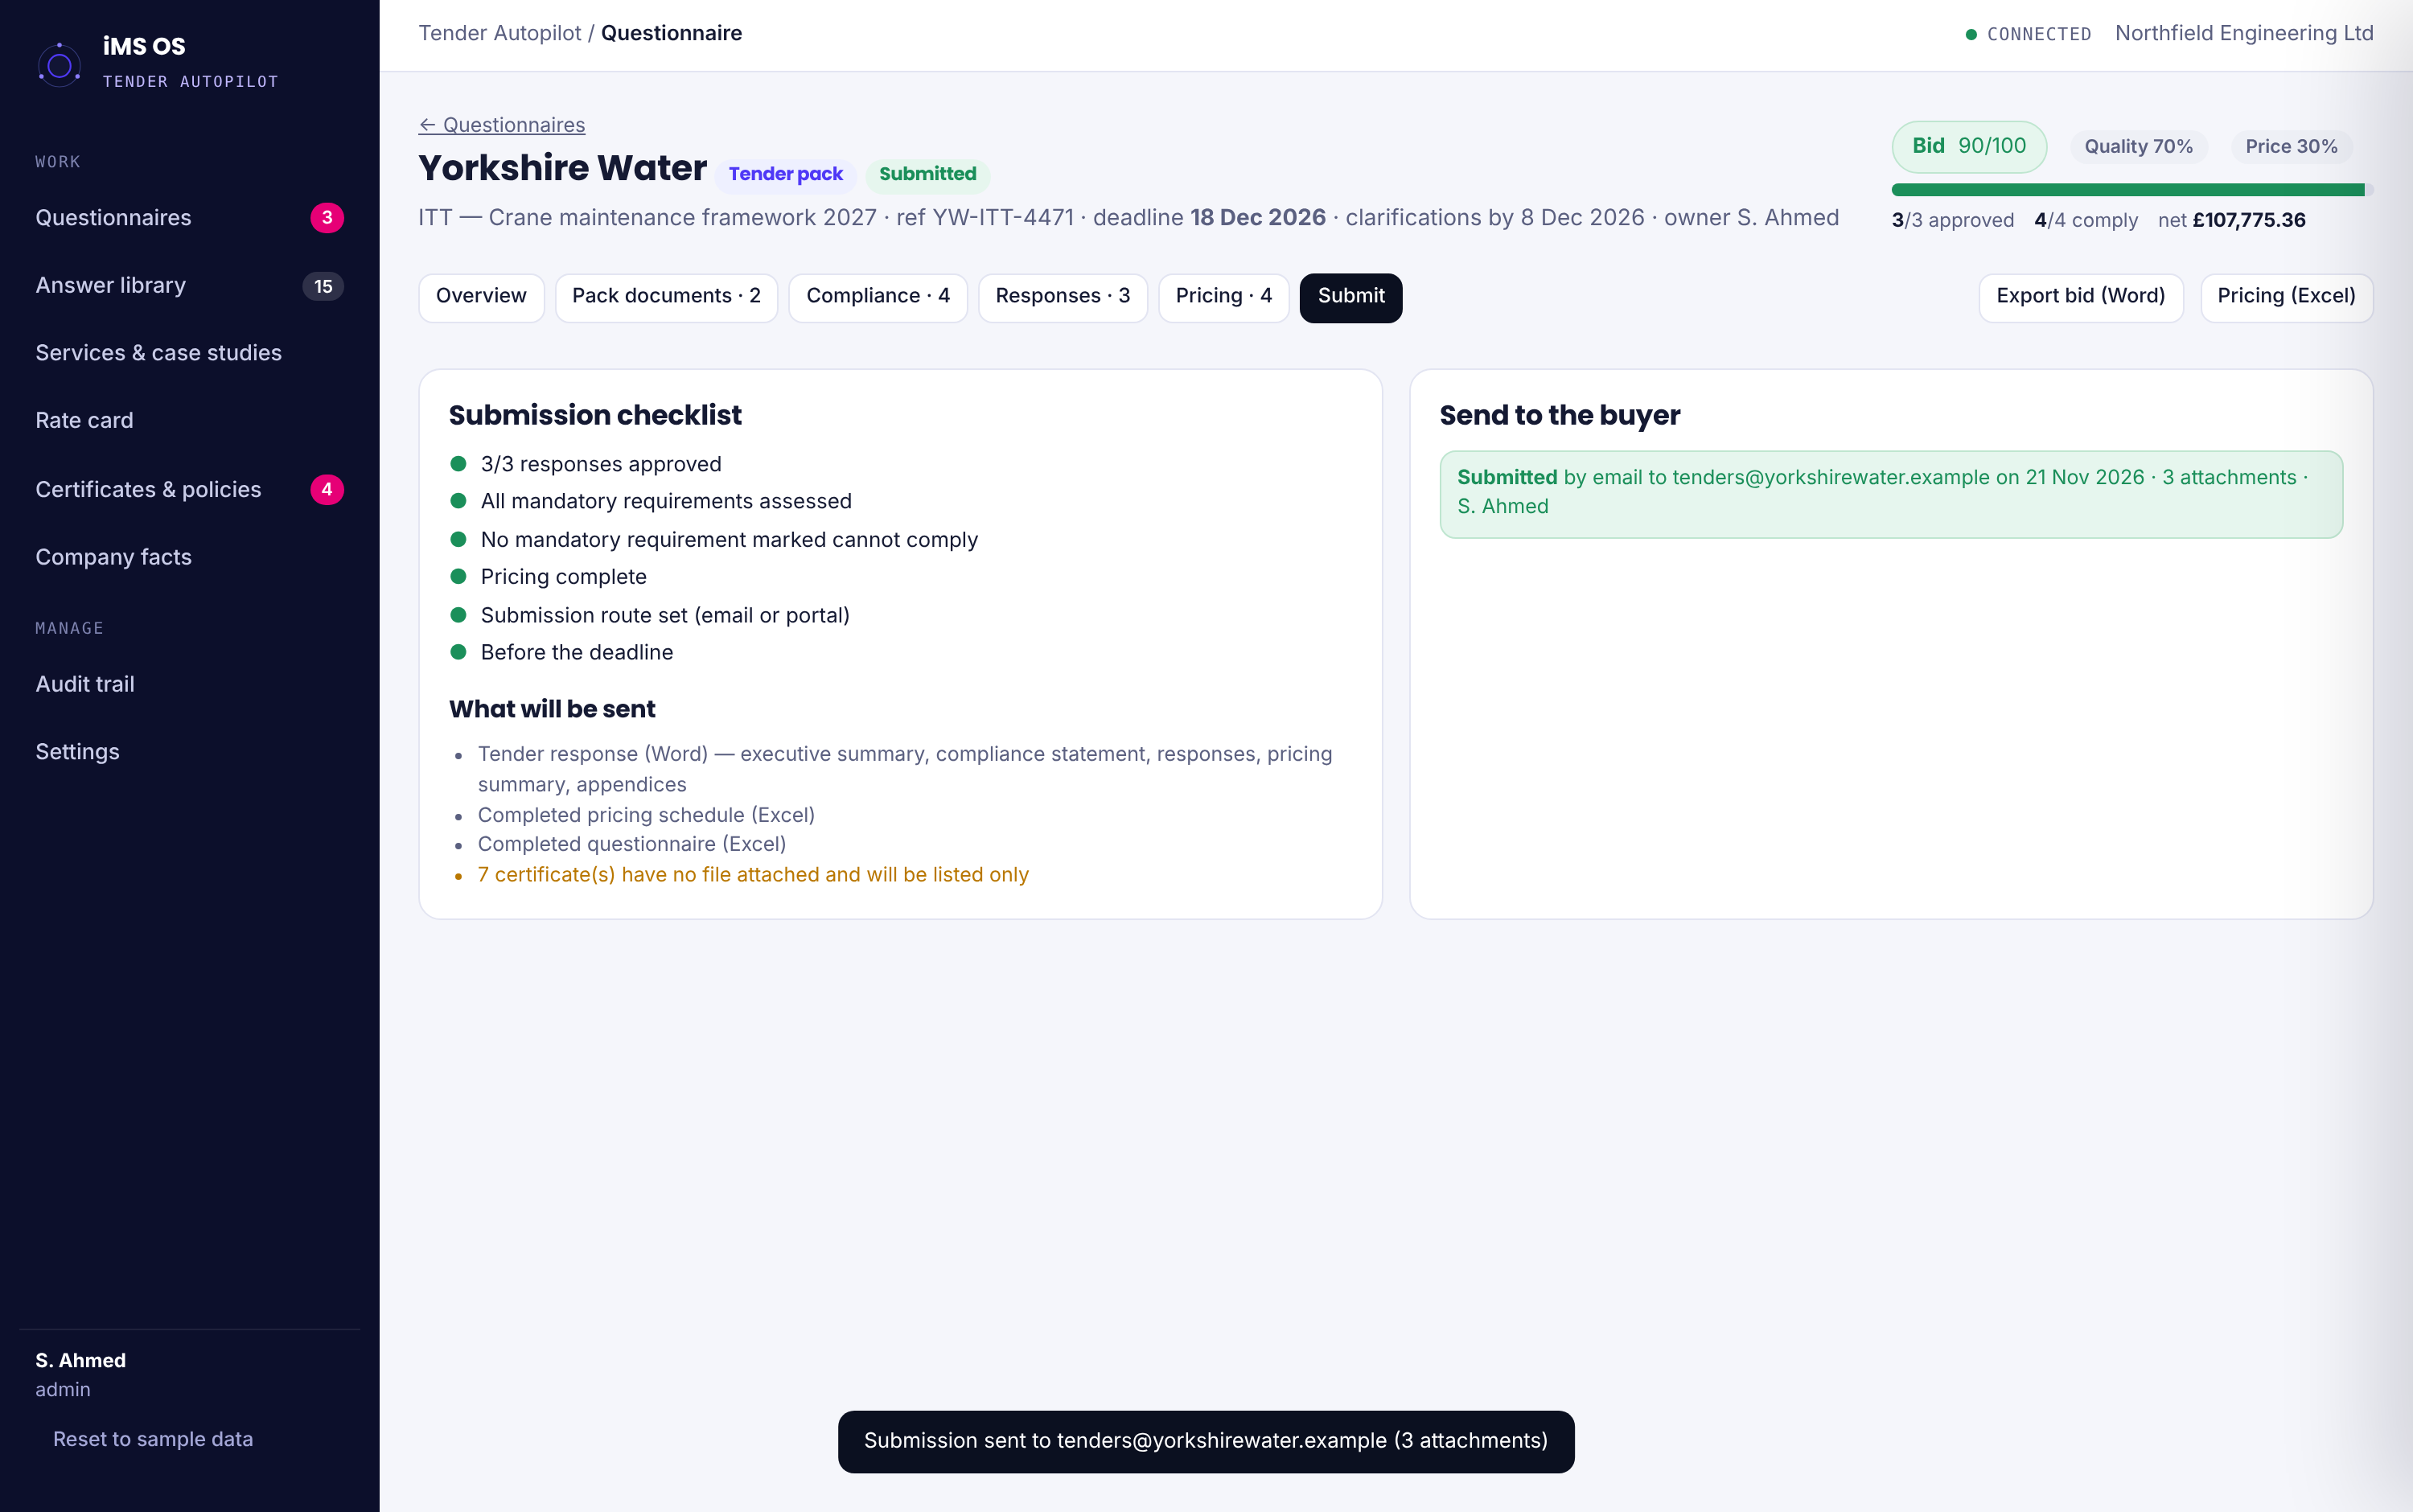 iMS OS
TENDER AUTOPILOT
WORK
Questionnaires 3
Answer library 15
Services & case studies
Rate card
Certificates & policies 4
Company facts
MANAGE
Audit trail
Settings
S. Ahmed
admin
Reset to sample data
Tender Autopilot / Questionnaire
CONNECTED Northfield Engineering Ltd
← Questionnaires
Yorkshire Water Tender pack Submitted
ITT — Crane maintenance framework 2027 · ref YW-ITT-4471 · deadline 18 Dec 2026 · clarifications by 8 Dec 2026 · owner S. Ahmed
Bid 90/100 Quality 70% Price 30%
3/3 approved 4/4 comply net £107,775.36
Overview Pack documents · 2 Compliance · 4 Responses · 3 Pricing · 4 Submit
Export bid (Word) Pricing (Excel)
Submission checklist
3/3 responses approved
All mandatory requirements assessed
No mandatory requirement marked cannot comply
Pricing complete
Submission route set (email or portal)
Before the deadline
What will be sent
• Tender response (Word) — executive summary, compliance statement, responses, pricing
summary, appendices
• Completed pricing schedule (Excel)
• Completed questionnaire (Excel)
• 7 certificate(s) have no file attached and will be listed only
Send to the buyer
Submitted by email to tenders@yorkshirewater.example on 21 Nov 2026 · 3 attachments ·
S. Ahmed
Submission sent to tenders@yorkshirewater.example (3 attachments)